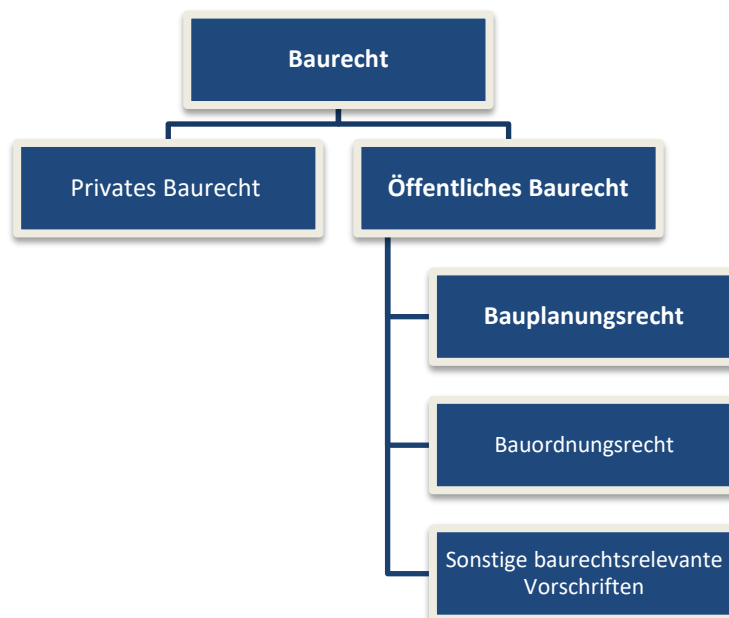 Baurecht
Privates Baurecht
Öffentliches Baurecht
Bauplanungsrecht
Bauordnungsrecht
Sonstige baurechtsrelevante
Vorschriften